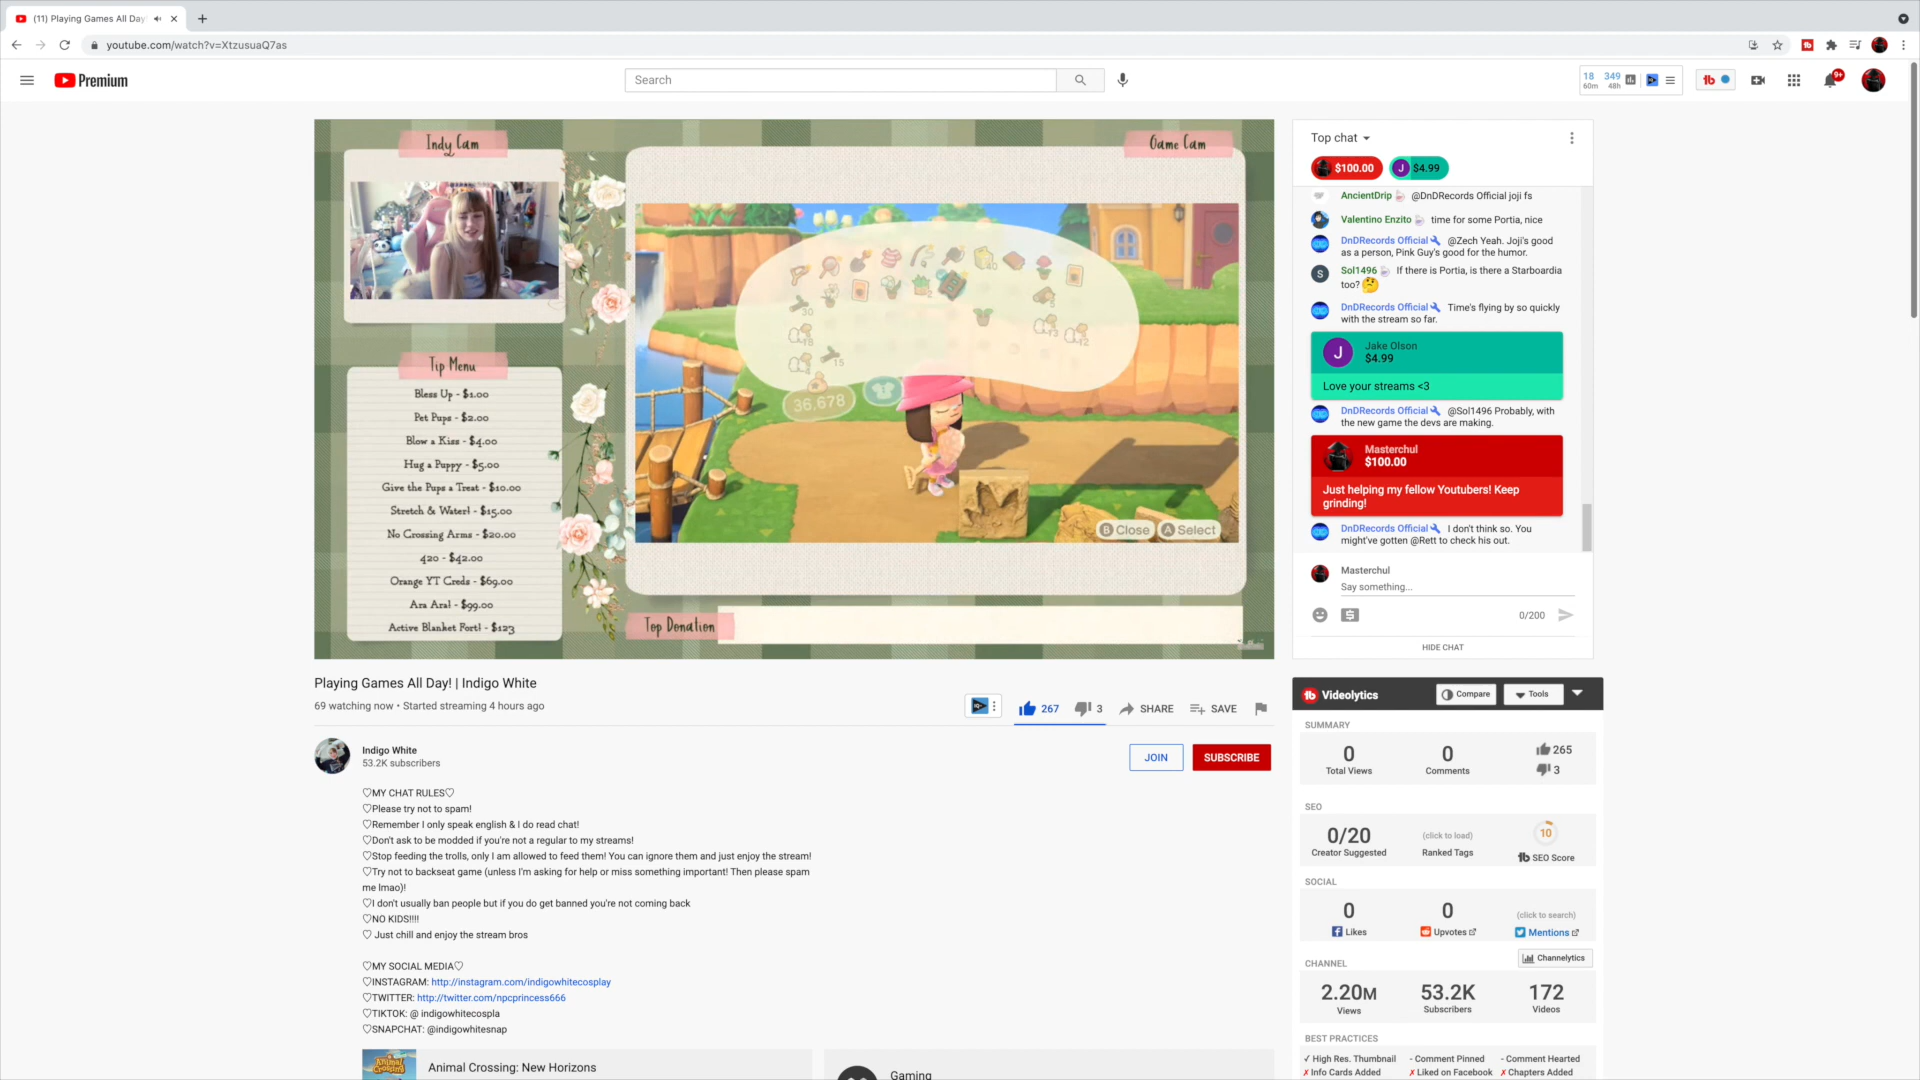 (11) Playing Games All Day!
youtube.com/watch?v=XtzusuaQ7as
Premium
Search
18
60m
349
48h
9+
Indy Cam
Game Cam
Tip Menu
Bless Up - $1.00
Pet Pups - $2.00
Blow a Kiss - $4.00
Hug a Puppy - $5.00
Give the Pups a Treat - $10.00
Stretch & Water! - $15.00
No Crossing Arms - $20.00
420 - $42.00
Orange YT Creds - $69.00
Ara Ara! - $99.00
Active Blanket Fort! - $123
40
30
2
18
13
12
15
36,678
B Close
A Select
Top Donation
Top chat
$100.00
J $4.99
AncientDrip @DnDRecords Official joji fs
Valentino Enzito time for some Portia, nice
DnDRecords Official @Zech Yeah. Joji's good
as a person, Pink Guy's good for the humor.
S Sol1496 If there is Portia, is there a Starboardia
too?
DnDRecords Official Time's flying by so quickly
with the stream so far.
J
Jake Olson
$4.99
Love your streams <3
DnDRecords Official @Sol1496 Probably, with
the new game the devs are making.
Masterchul
$100.00
Just helping my fellow Youtubers! Keep
grinding!
DnDRecords Official I don't think so. You
might've gotten @Rett to check his out.
Masterchul
Say something...
0/200
HIDE CHAT
Playing Games All Day! | Indigo White
69 watching now • Started streaming 4 hours ago
267
3
SHARE
SAVE
Indigo White
53.2K subscribers
JOIN
SUBSCRIBE
♡MY CHAT RULES♡
♡Please try not to spam!
♡Remember I only speak english & I do read chat!
♡Don't ask to be modded if you're not a regular to my streams!
♡Stop feeding the trolls, only I am allowed to feed them! You can ignore them and just enjoy the stream!
♡Try not to backseat game (unless I'm asking for help or miss something important! Then please spam
me lmao)!
♡I don't usually ban people but if you do get banned you're not coming back
♡NO KIDS!!!!
♡ Just chill and enjoy the stream bros
♡MY SOCIAL MEDIA♡
♡INSTAGRAM: http://instagram.com/indigowhitecosplay
♡TWITTER: http://twitter.com/npcprincess666
♡TIKTOK: @ indigowhitecospla
♡SNAPCHAT: @indigowhitesnap
Animal Crossing
Animal Crossing: New Horizons
Gaming
tb Videolytics
Compare
Tools
SUMMARY
0
Total Views
0
Comments
265
3
SEO
0/20
Creator Suggested
(click to load)
Ranked Tags
10
tb SEO Score
SOCIAL
0
Likes
0
Upvotes
(click to search)
Mentions
CHANNEL
Channelytics
2.20M
Views
53.2K
Subscribers
172
Videos
BEST PRACTICES
✓ High Res. Thumbnail
- Comment Pinned
- Comment Hearted
✗ Info Cards Added
✗ Liked on Facebook
✗ Chapters Added